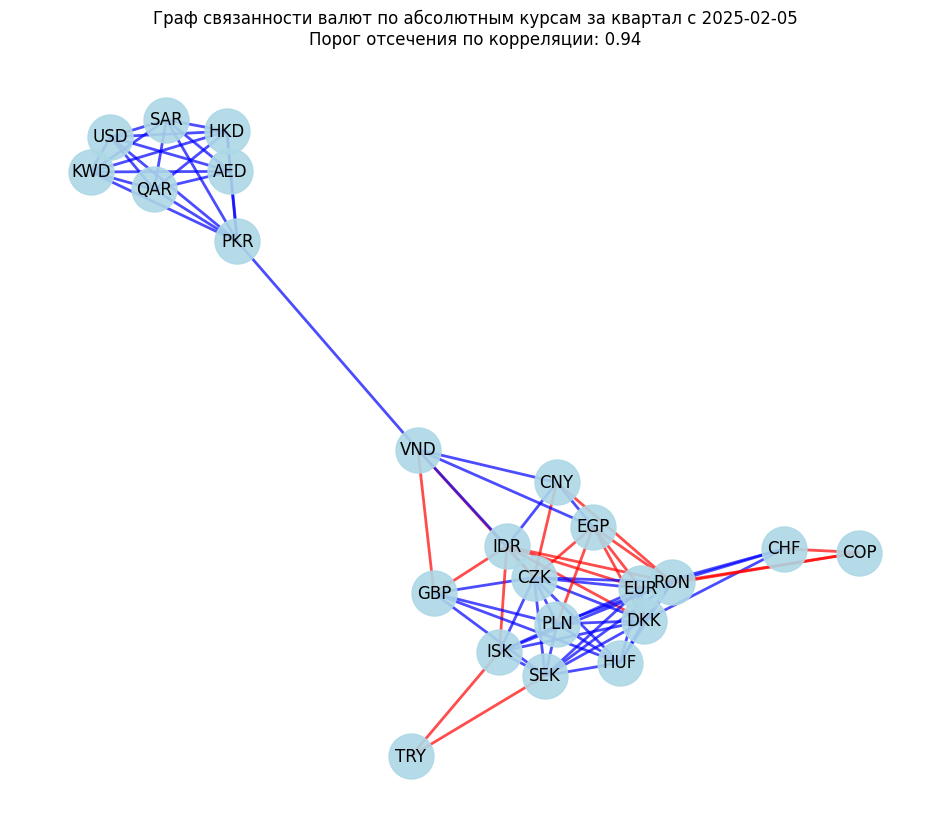 Граф связанности валют по абсолютным курсам за квартал с 2025-02-05
Порог отсечения по корреляции: 0.94
SAR
USD
HKD
KWD
AED
QAR
PKR
VND
CNY
EGP
IDR
CHF
COP
CZK
RON
EUR
GBP
DKK
PLN
ISK
HUF
SEK
TRY